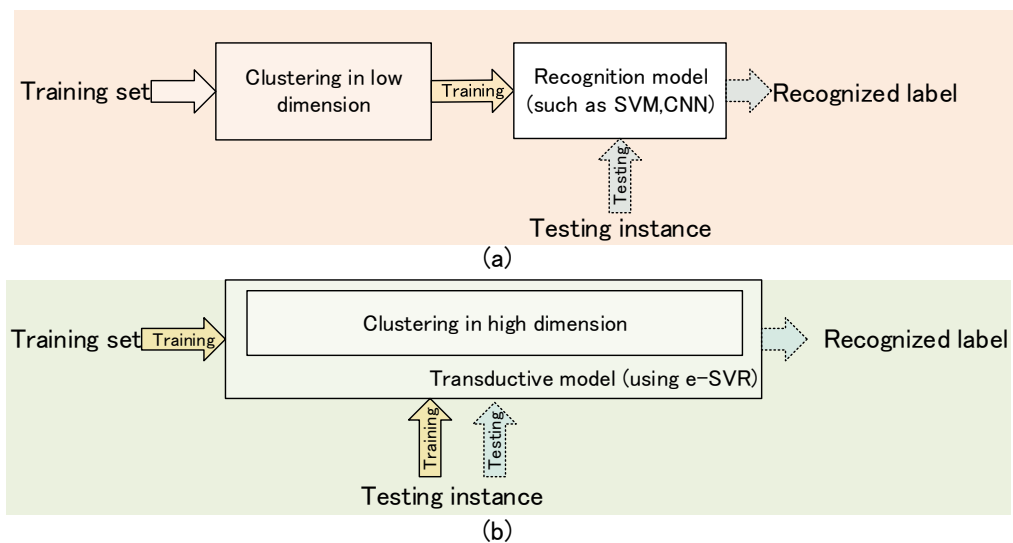 Training set
Clustering in low
dimension
Training
Recognition model
(such as SVM,CNN)
Recognized label
Testing
Testing instance
(a)
Training set
Training
Clustering in high dimension
Transductive model (using e-SVR)
Recognized label
Training
Testing
Testing instance
(b)